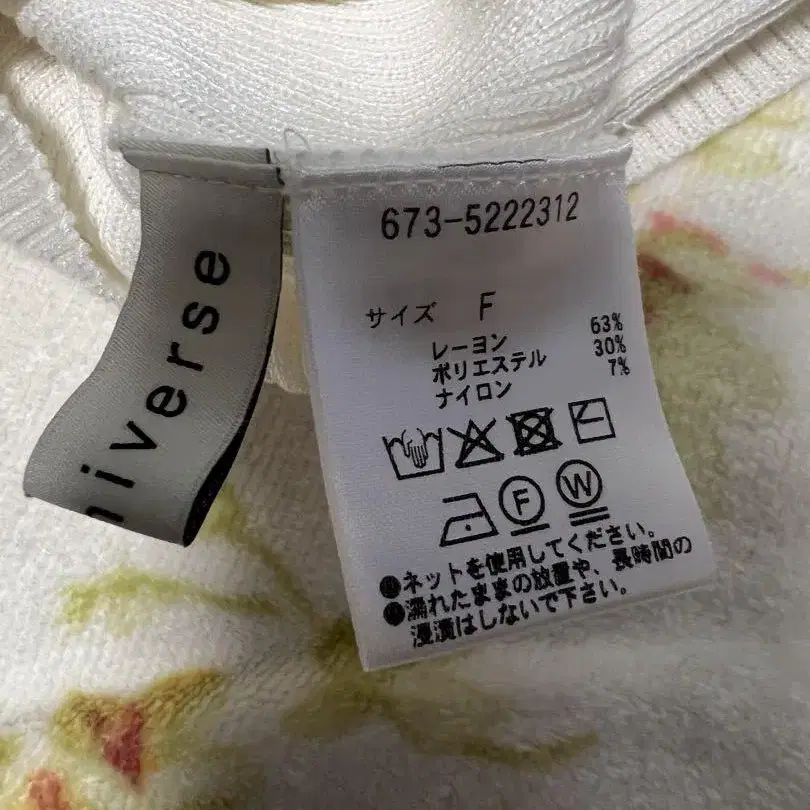 niverse
673-5222312
サイズ F
レーヨン 63%
ポリエステル 30%
ナイロン 7%
F W
●ネットを使用してください。
●濡れたままの放置や、長時間の
浸漬はしないで下さい。